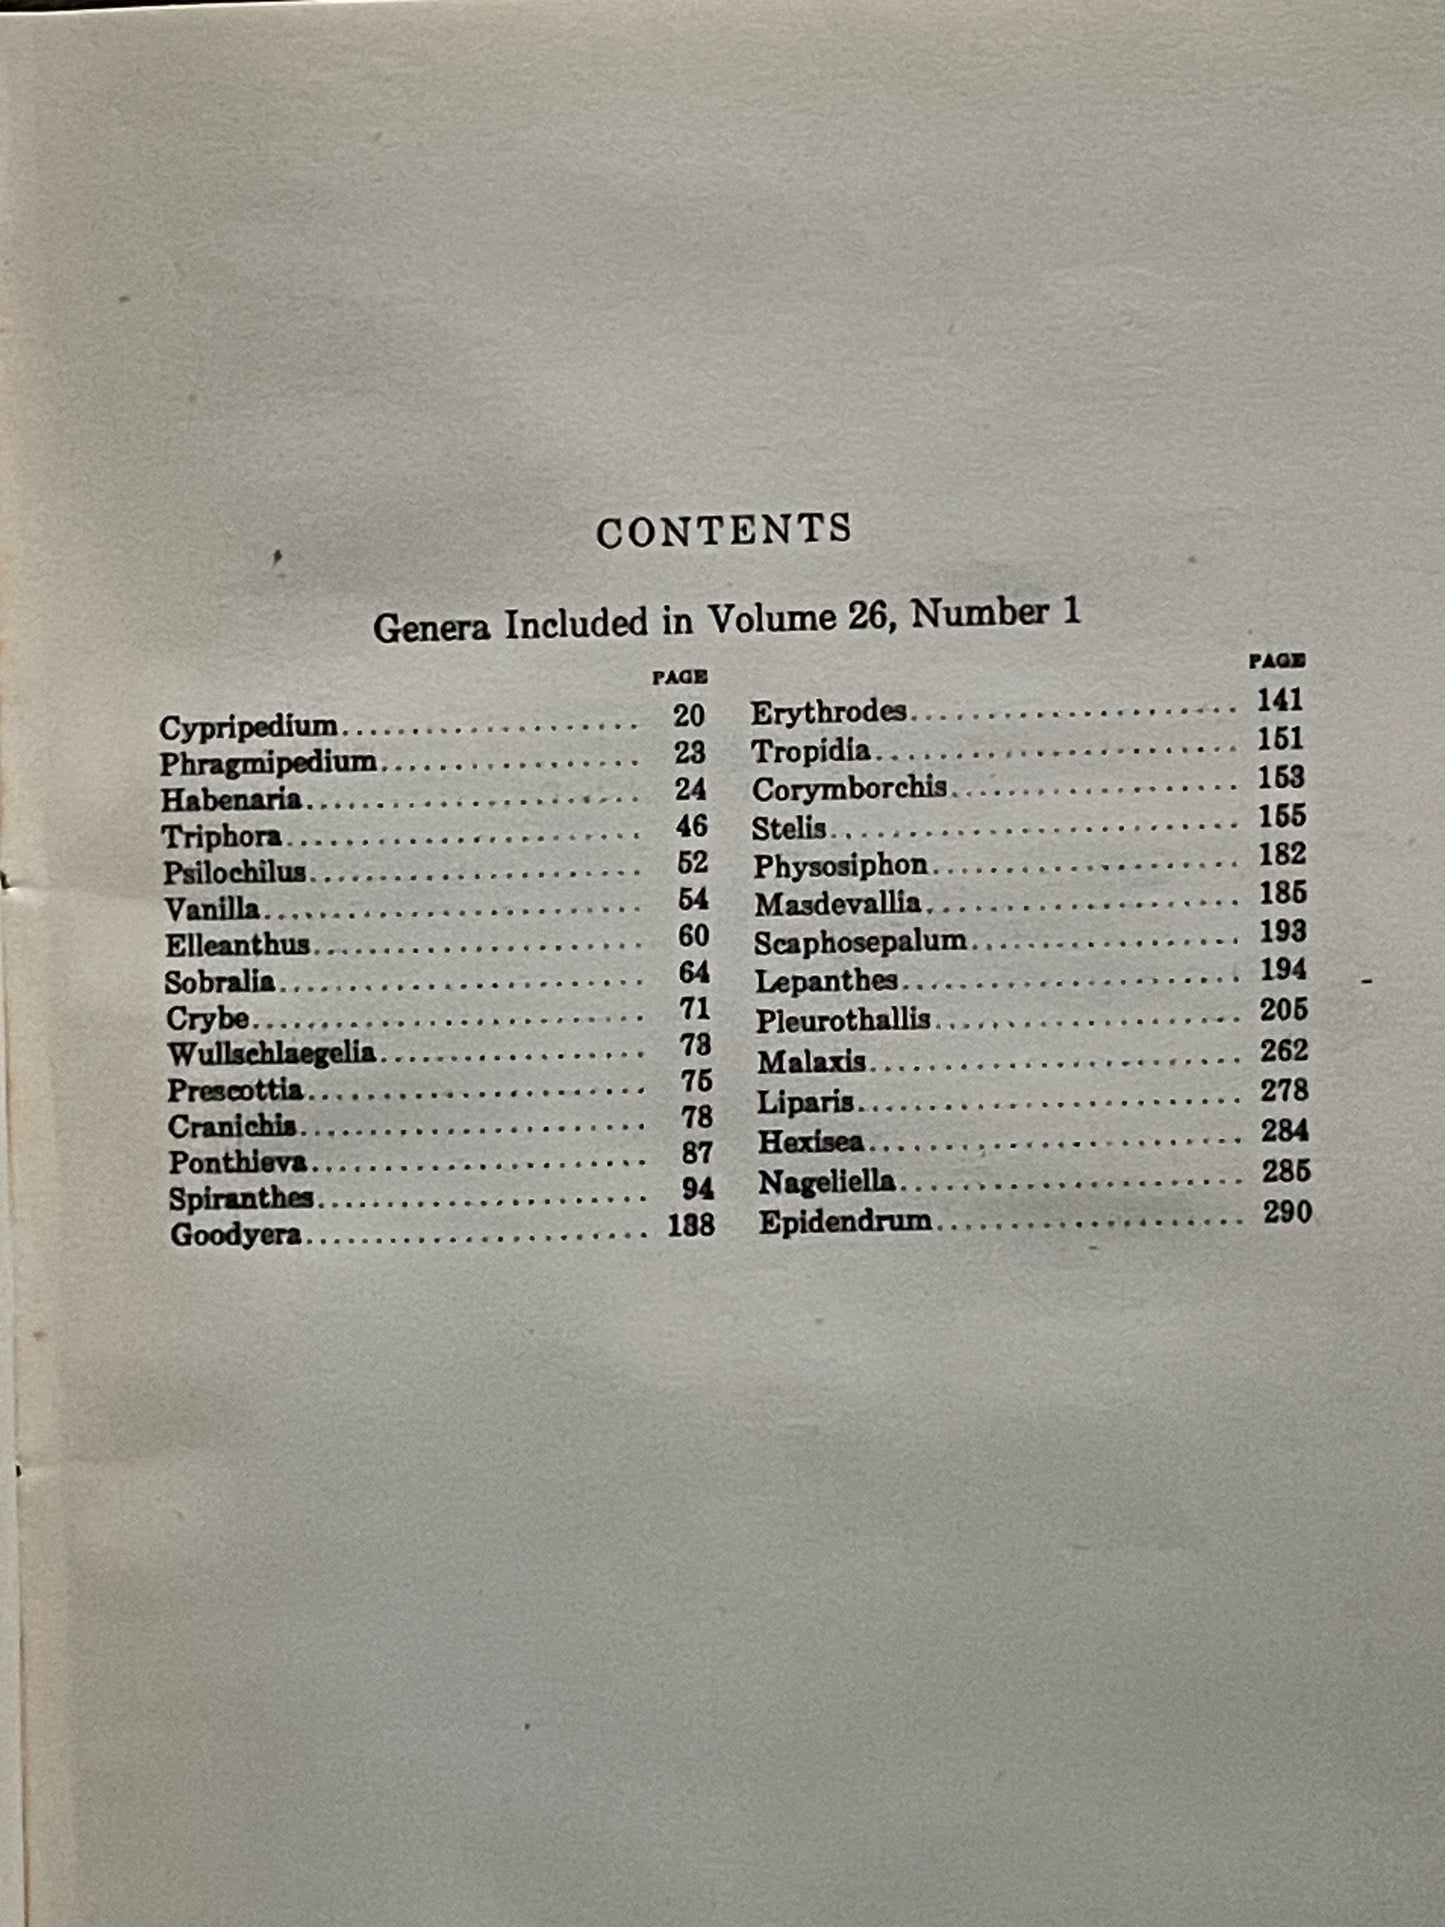 CONTENTS
Genera Included in Volume 26, Number 1
PAGE
Cypripedium.................... 20
Phragmipedium.............. 23
Habenaria.................. 24
Triphora................... 46
Psilochilus.................. 52
Vanilla..................... 54
Elleanthus.................. 60
Sobralia.................... 64
Crybe...................... 71
Wullschlaegelia............... 73
Prescottia................... 75
Cranichis................... 78
Ponthieva.................. 87
Spiranthes.................. 94
Goodyera................... 138
PAGE
Erythrodes.................. 141
Tropidia.................... 151
Corymborchis................ 153
Stelis...................... 155
Physosiphon................. 182
Masdevallia................. 185
Scaphosepalum............... 193
Lepanthes.................. 194
Pleurothallis................. 205
Malaxis.................... 262
Liparis..................... 278
Hexisea.................... 284
Nageliella................... 285
Epidendrum................. 290